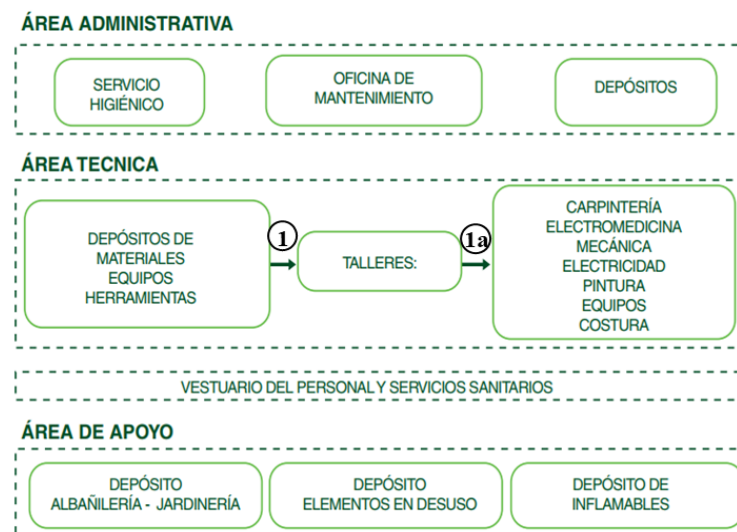 ÁREA ADMINISTRATIVA
SERVICIO
HIGIÉNICO
OFICINA DE
MANTENIMIENTO
DEPÓSITOS
ÁREA TECNICA
DEPÓSITOS DE
MATERIALES
EQUIPOS
HERRAMIENTAS
1
TALLERES:
1a
CARPINTERÍA
ELECTROMEDICINA
MECÁNICA
ELECTRICIDAD
PINTURA
EQUIPOS
COSTURA
VESTUARIO DEL PERSONAL Y SERVICIOS SANITARIOS
ÁREA DE APOYO
DEPÓSITO
ALBAÑILERÍA - JARDINERÍA
DEPÓSITO
ELEMENTOS EN DESUSO
DEPÓSITO DE
INFLAMABLES